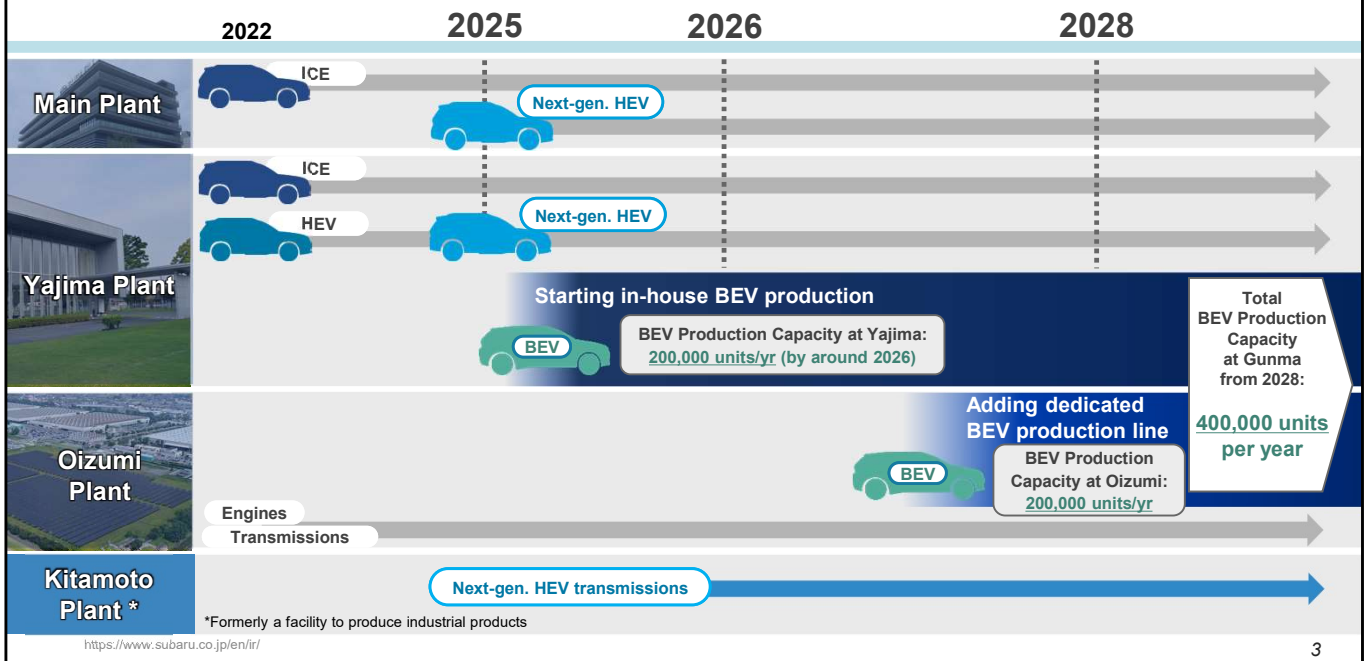 2022
2025
2026
2028
Main Plant
ICE
Next-gen. HEV
Yajima Plant
ICE
HEV
Next-gen. HEV
Starting in-house BEV production
BEV
BEV Production Capacity at Yajima:
200,000 units/yr (by around 2026)
Total
BEV Production
Capacity
at Gunma
from 2028:
400,000 units
per year
Oizumi
Plant
Adding dedicated
BEV production line
BEV
BEV Production
Capacity at Oizumi:
200,000 units/yr
Engines
Transmissions
Kitamoto
Plant *
Next-gen. HEV transmissions
*Formerly a facility to produce industrial products
https://www.subaru.co.jp/en/ir/
3